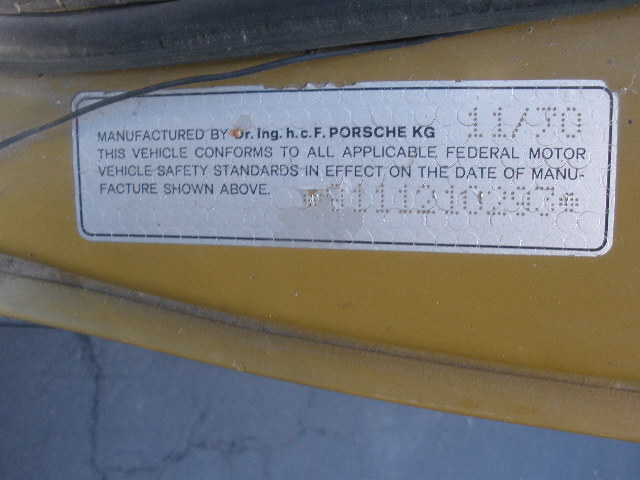 MANUFACTURED BY Dr. Ing. h. c. F. PORSCHE KG 11/70
THIS VEHICLE CONFORMS TO ALL APPLICABLE FEDERAL MOTOR
VEHICLE SAFETY STANDARDS IN EFFECT ON THE DATE OF MANU-
FACTURE SHOWN ABOVE.